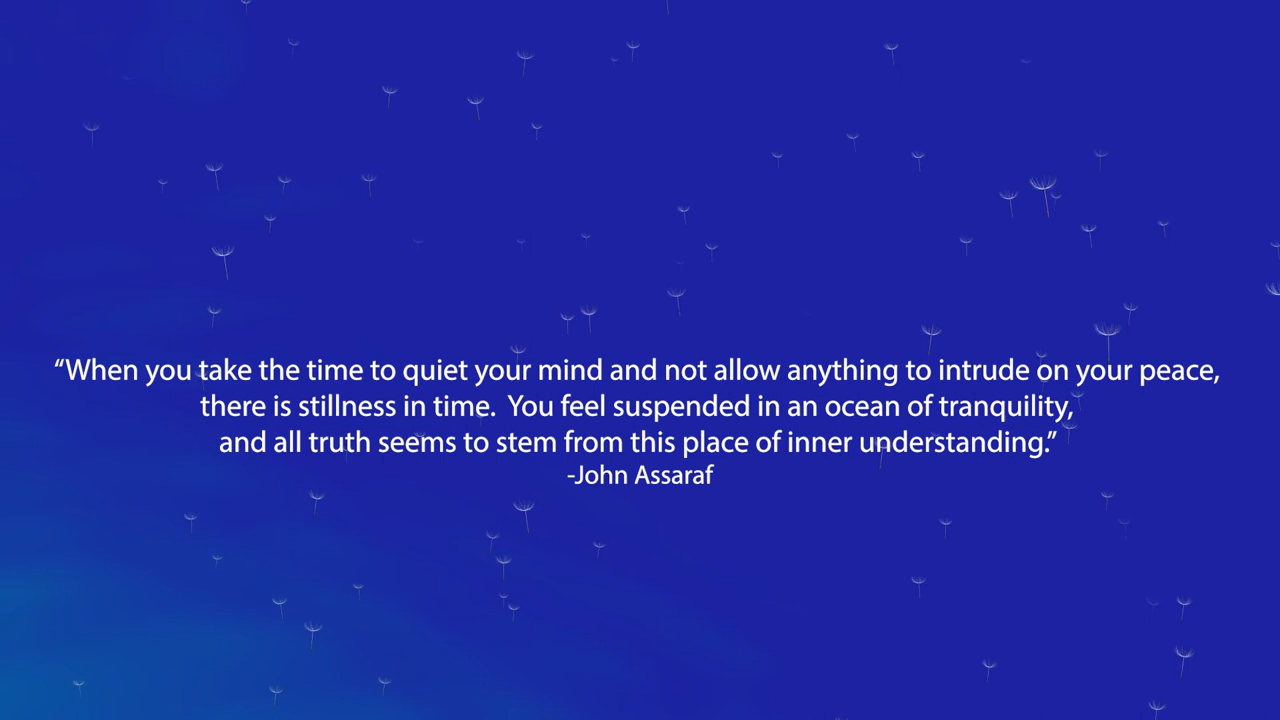 “When you take the time to quiet your mind and not allow anything to intrude on your peace,
there is stillness in time.  You feel suspended in an ocean of tranquility,
and all truth seems to stem from this place of inner understanding.”
-John Assaraf